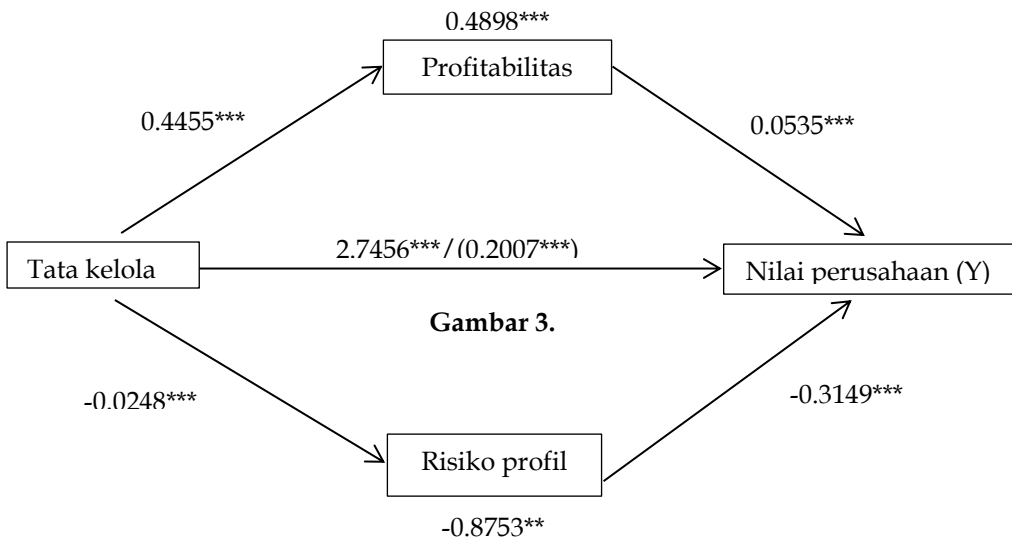 0.4898***
Profitabilitas
0.4455***
0.0535***
2.7456***/(0.2007***)
Tata kelola
Nilai perusahaan (Y)
Gambar 3.
-0.0248***
-0.3149***
Risiko profil
-0.8753**